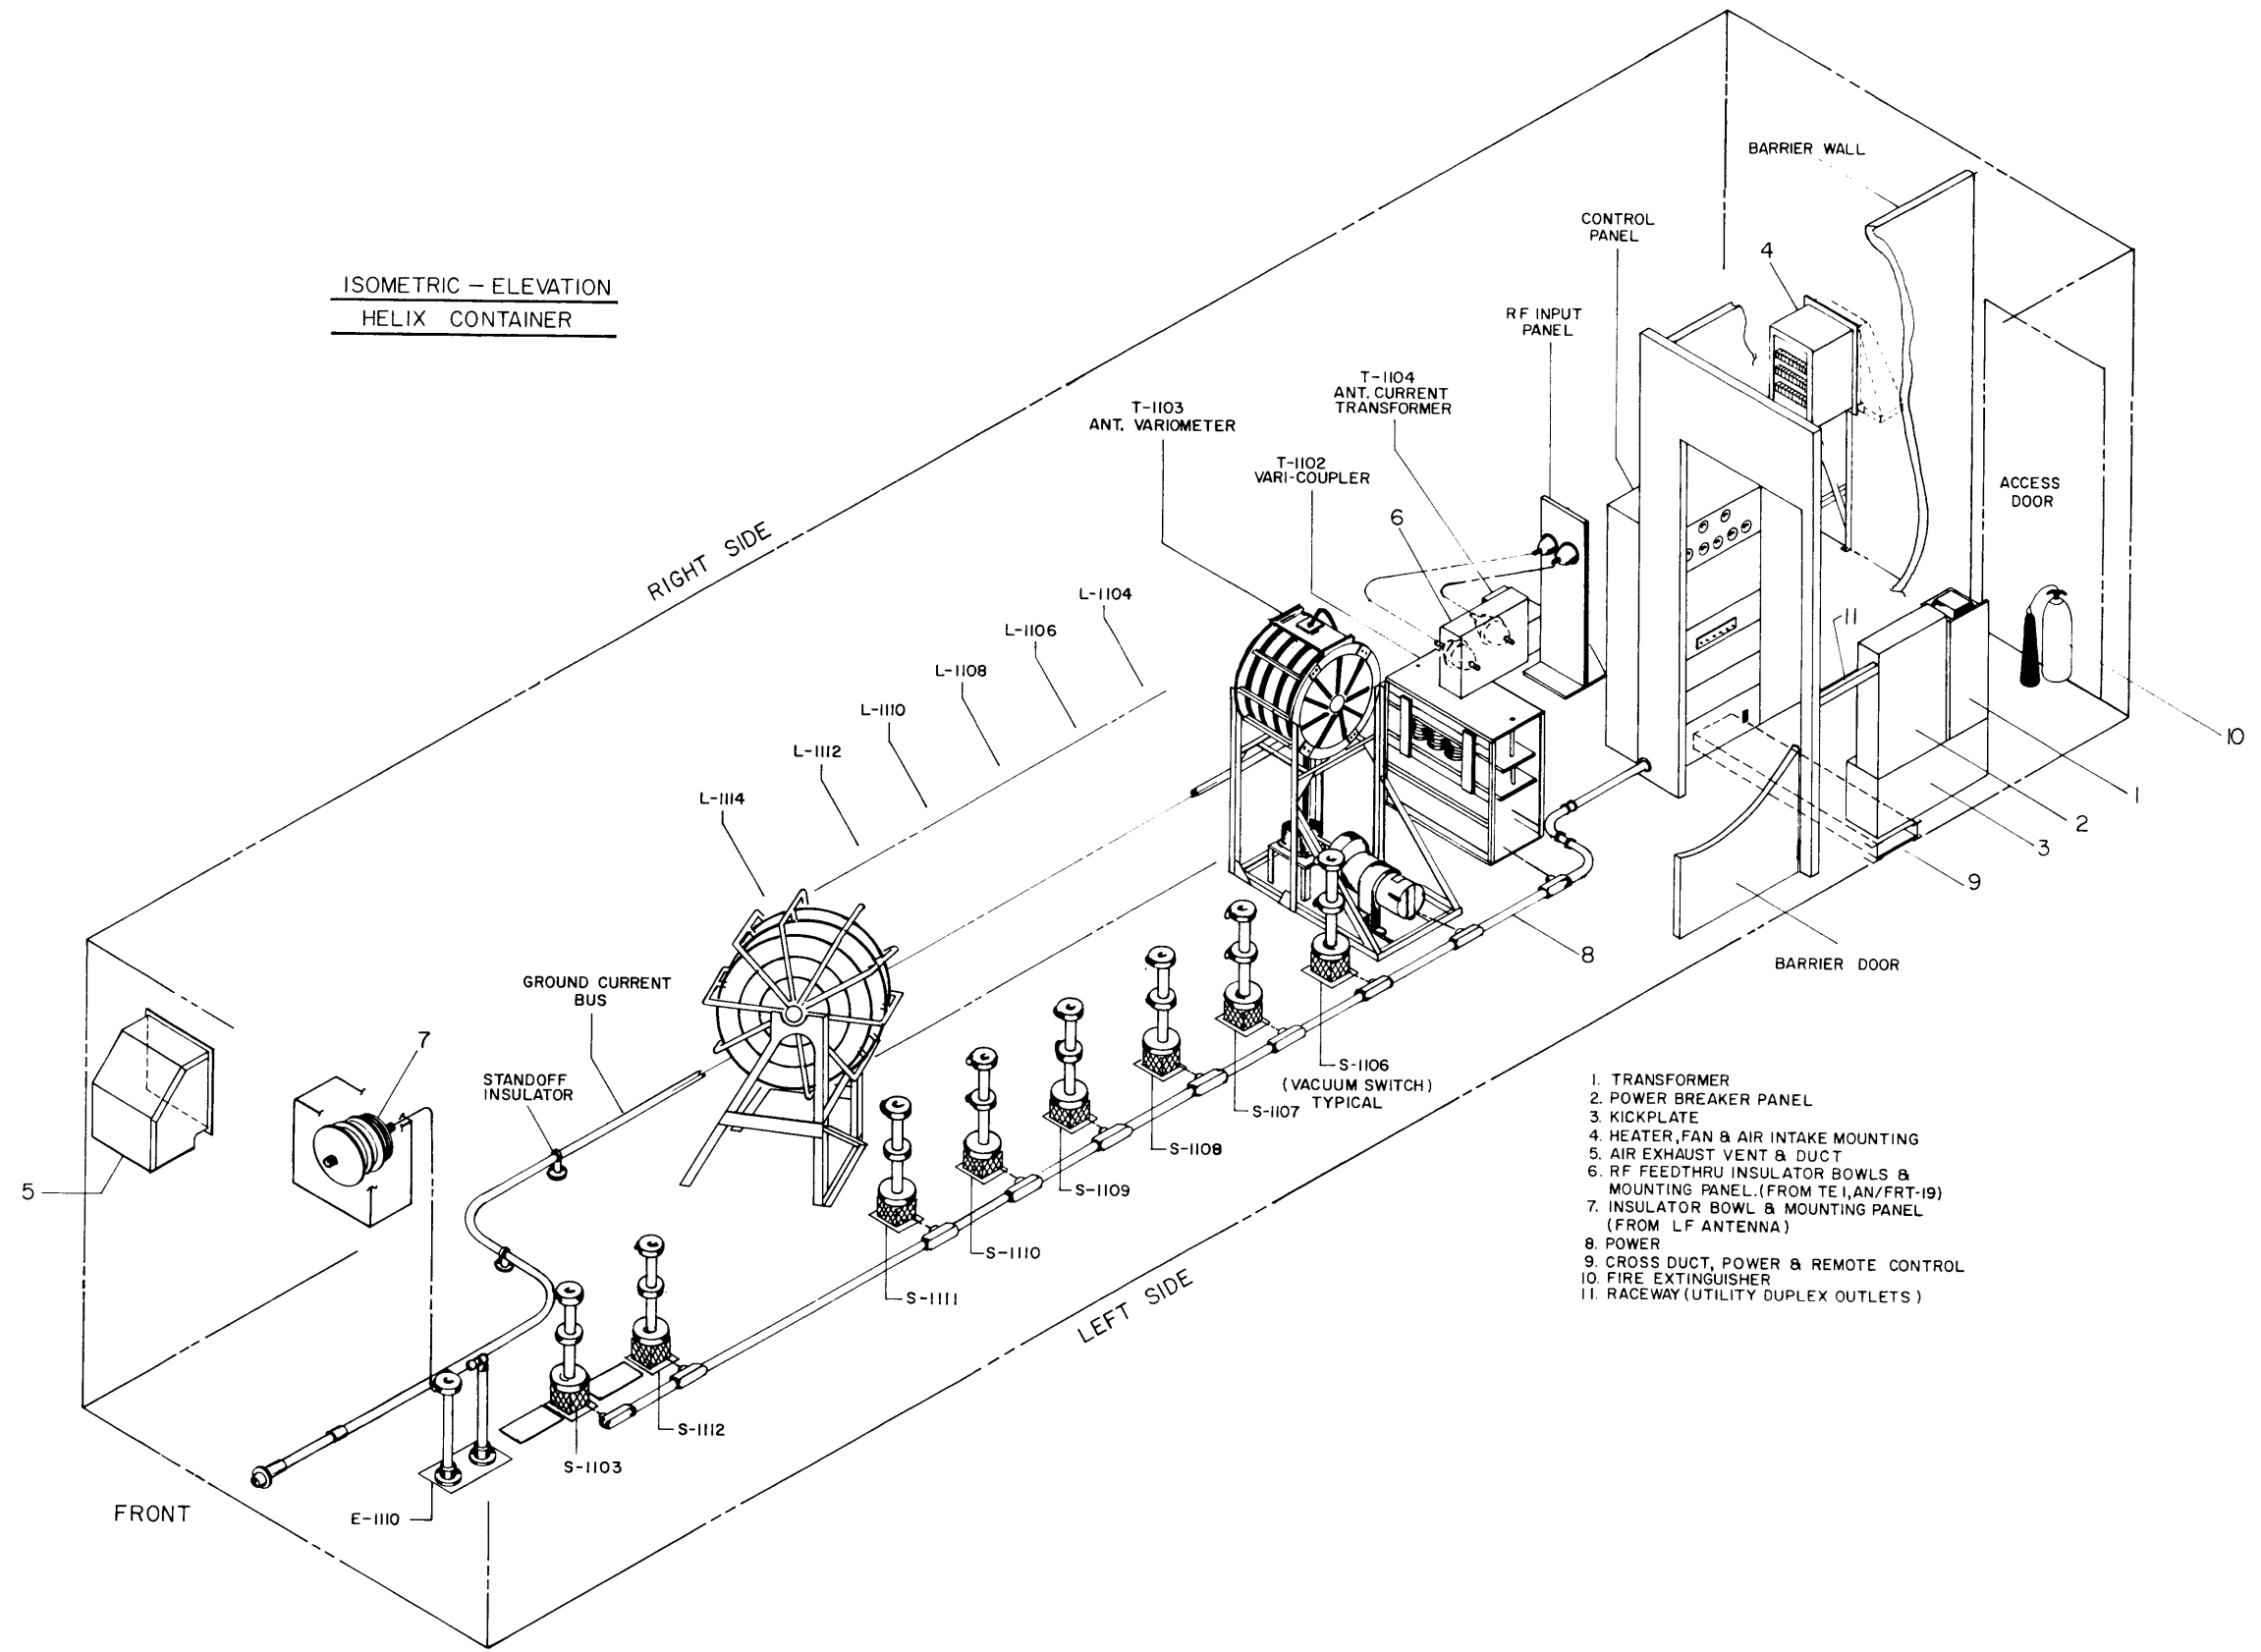 ISOMETRIC – ELEVATION
HELIX CONTAINER
BARRIER WALL
CONTROL
PANEL
4
RF INPUT
PANEL
T-1104
ANT. CURRENT
TRANSFORMER
T-1103
ANT. VARIOMETER
T-1102
VARI-COUPLER
6
ACCESS
DOOR
RIGHT SIDE
L-1104
L-1106
L-1108
L-1110
L-1112
L-1114
11
10
1
2
3
9
8
BARRIER DOOR
GROUND CURRENT
BUS
7
STANDOFF
INSULATOR
5
S-1106
(VACUUM SWITCH)
TYPICAL
S-1107
S-1108
S-1109
S-1110
S-1111
S-1112
S-1103
E-1110
LEFT SIDE
FRONT
1. TRANSFORMER
2. POWER BREAKER PANEL
3. KICKPLATE
4. HEATER, FAN & AIR INTAKE MOUNTING
5. AIR EXHAUST VENT & DUCT
6. RF FEEDTHRU INSULATOR BOWLS &
MOUNTING PANEL. (FROM TE 1, AN/FRT-19)
7. INSULATOR BOWL & MOUNTING PANEL
(FROM LF ANTENNA)
8. POWER
9. CROSS DUCT, POWER & REMOTE CONTROL
10. FIRE EXTINGUISHER
11. RACEWAY (UTILITY DUPLEX OUTLETS)